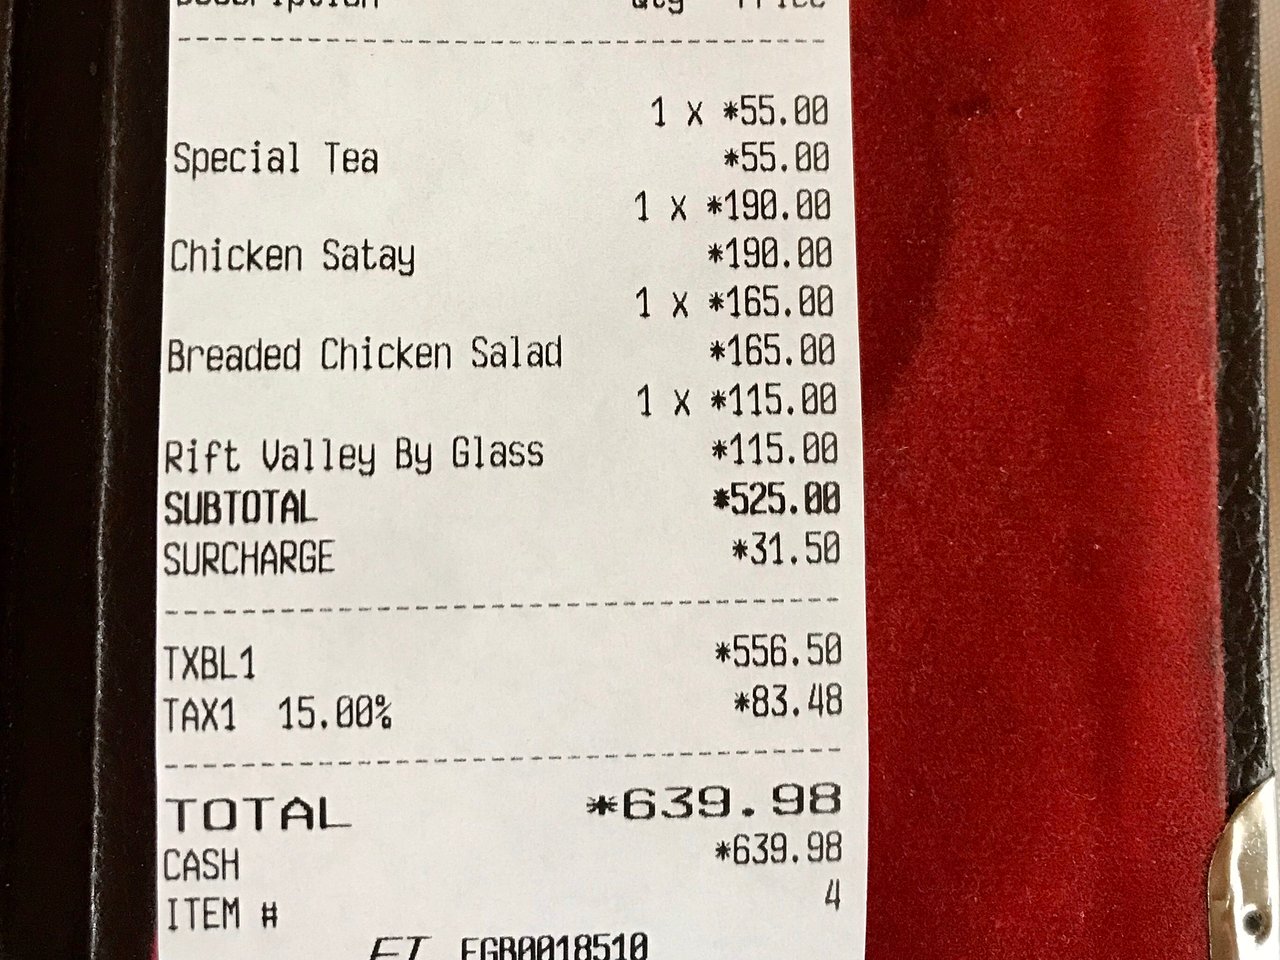 Description Qty Price
1 X *55.00
Special Tea *55.00
1 X *190.00
Chicken Satay *190.00
1 X *165.00
Breaded Chicken Salad *165.00
1 X *115.00
Rift Valley By Glass *115.00
SUBTOTAL *525.00
SURCHARGE *31.50
TXBL1 *556.50
TAX1 15.00% *83.48
TOTAL *639.98
CASH *639.98
ITEM # 4
ET FGB0018510